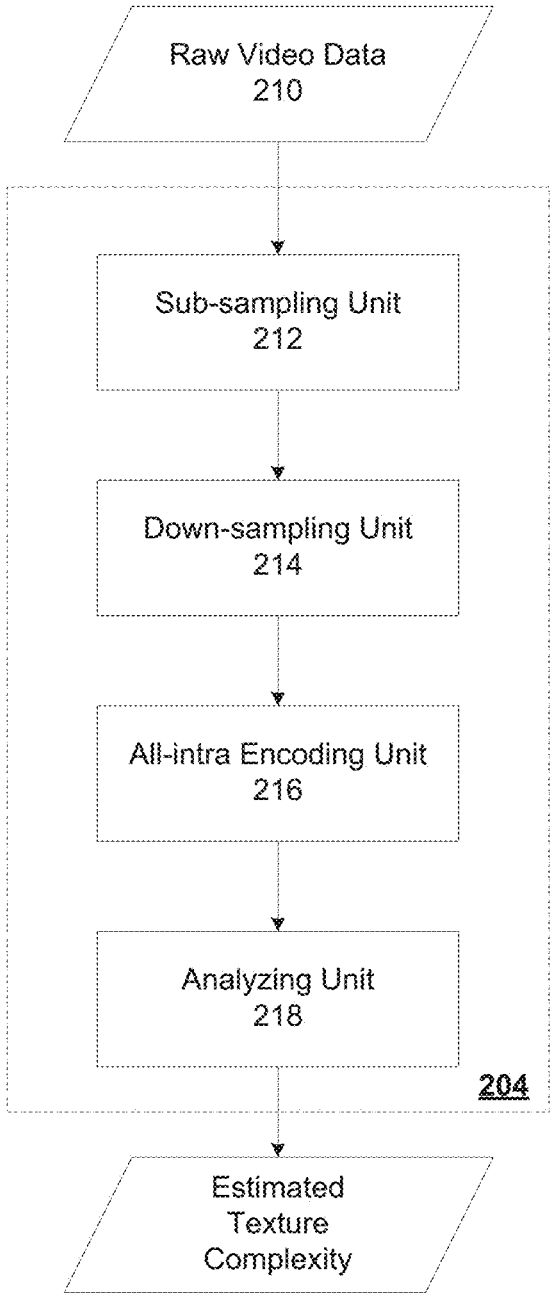 Raw Video Data
210
Sub-sampling Unit
212
Down-sampling Unit
214
All-intra Encoding Unit
216
Analyzing Unit
218
204
Estimated
Texture
Complexity